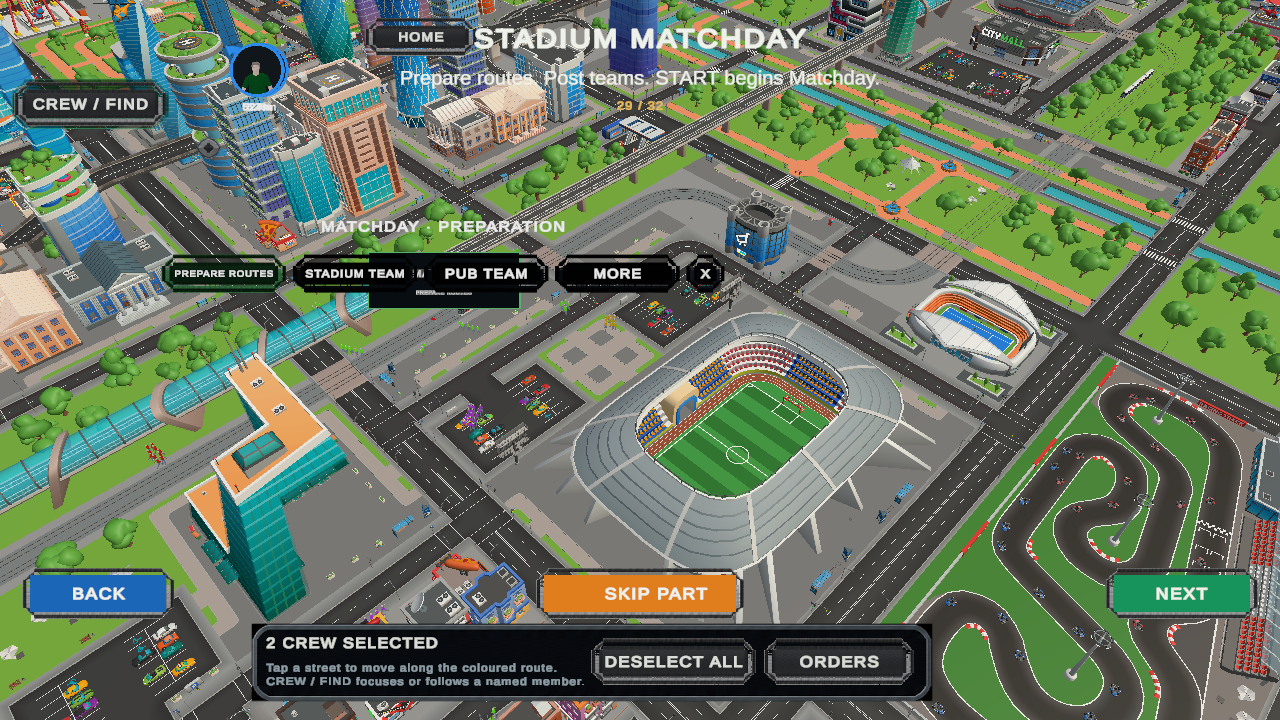 HOME
STADIUM MATCHDAY
Prepare routes. Post teams. START begins Matchday.
29 / 32
CREW / FIND
CITY MALL
MATCHDAY · PREPARATION
PREPARE ROUTES
STADIUM TEAM
PUB TEAM
MORE
X
BACK
SKIP PART
NEXT
2 CREW SELECTED
Tap a street to move along the coloured route.
CREW / FIND focuses or follows a named member.
DESELECT ALL
ORDERS